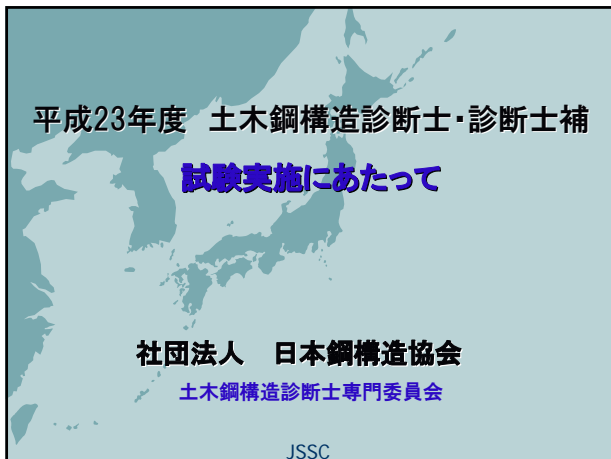 平成23年度　土木鋼構造診断士・診断士補
試験実施にあたって
社団法人　日本鋼構造協会
土木鋼構造診断士専門委員会
JSSC